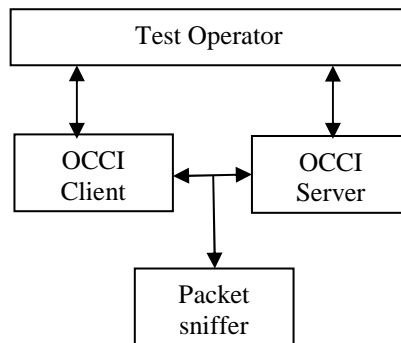 Test Operator
OCCI
Client
OCCI
Server
Packet
sniffer